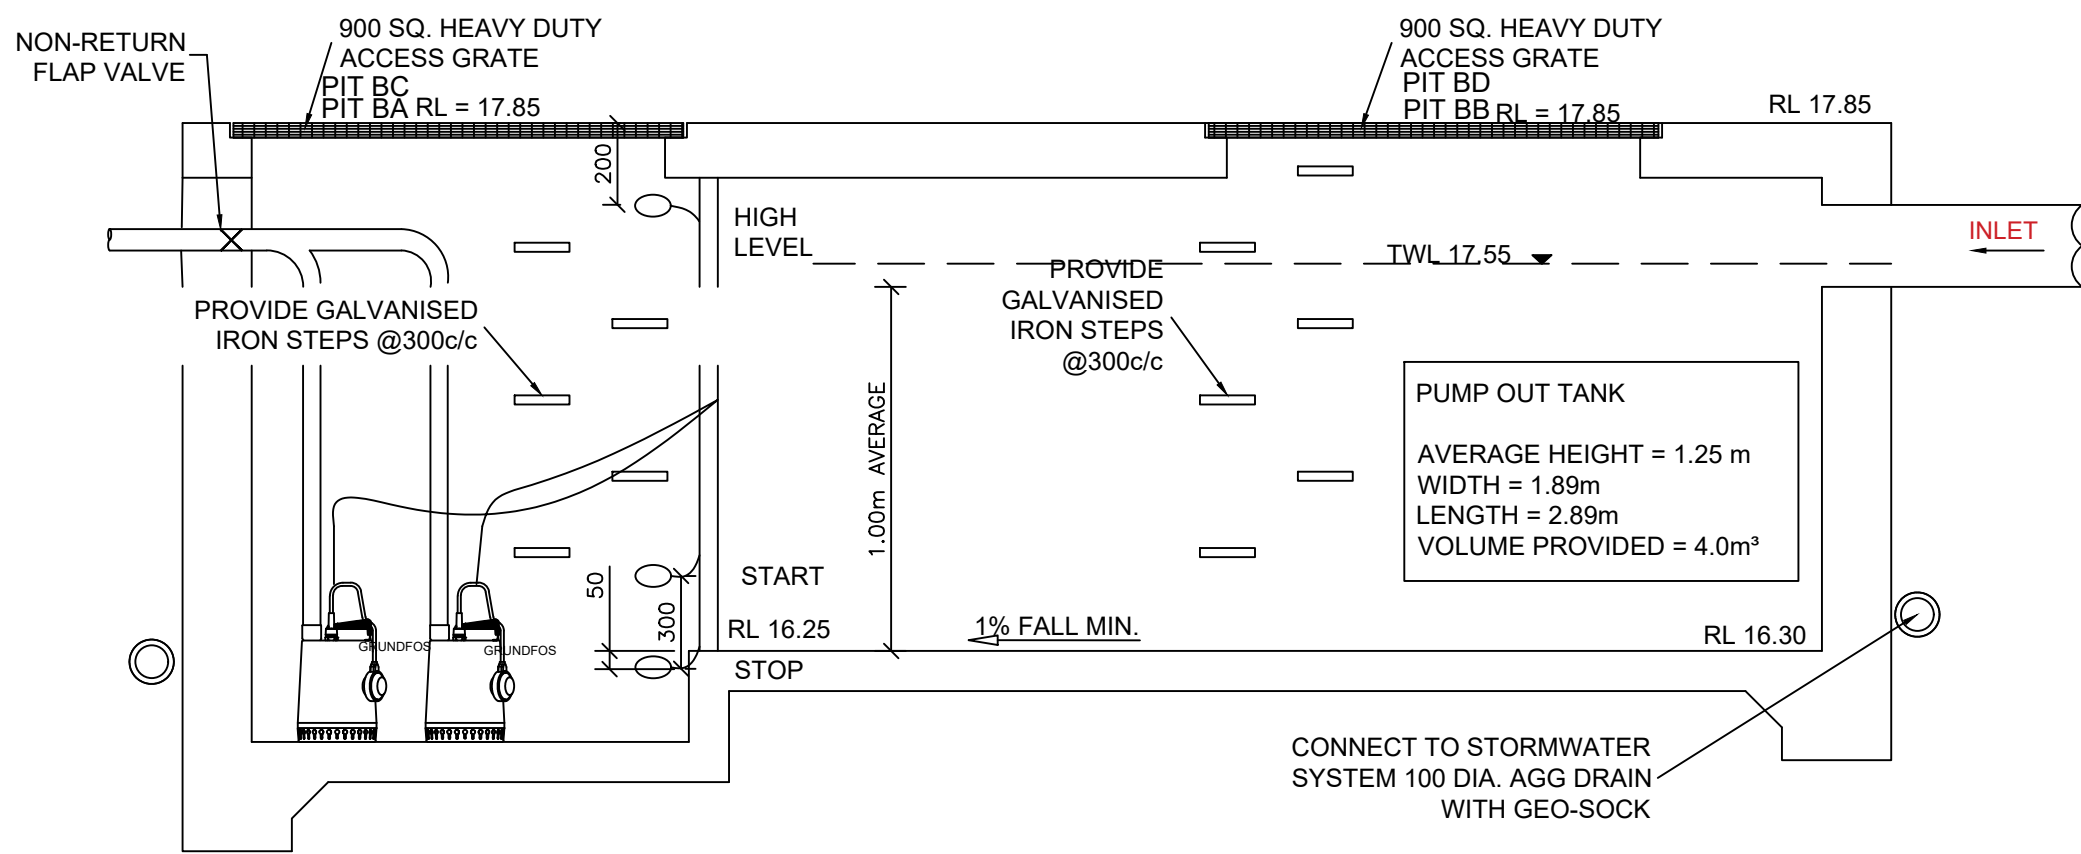 NON-RETURN
FLAP VALVE
900 SQ. HEAVY DUTY
ACCESS GRATE
PIT BC
PIT BA RL = 17.85
900 SQ. HEAVY DUTY
ACCESS GRATE
PIT BD
PIT BB RL = 17.85
RL 17.85
200
HIGH
LEVEL
TWL 17.55
INLET
PROVIDE GALVANISED
IRON STEPS @300c/c
PROVIDE
GALVANISED
IRON STEPS
@300c/c
1.00m AVERAGE
PUMP OUT TANK
AVERAGE HEIGHT = 1.25 m
WIDTH = 1.89m
LENGTH = 2.89m
VOLUME PROVIDED = 4.0m³
50
300
START
RL 16.25
STOP
1% FALL MIN.
RL 16.30
GRUNDFOS
GRUNDFOS
CONNECT TO STORMWATER
SYSTEM 100 DIA. AGG DRAIN
WITH GEO-SOCK